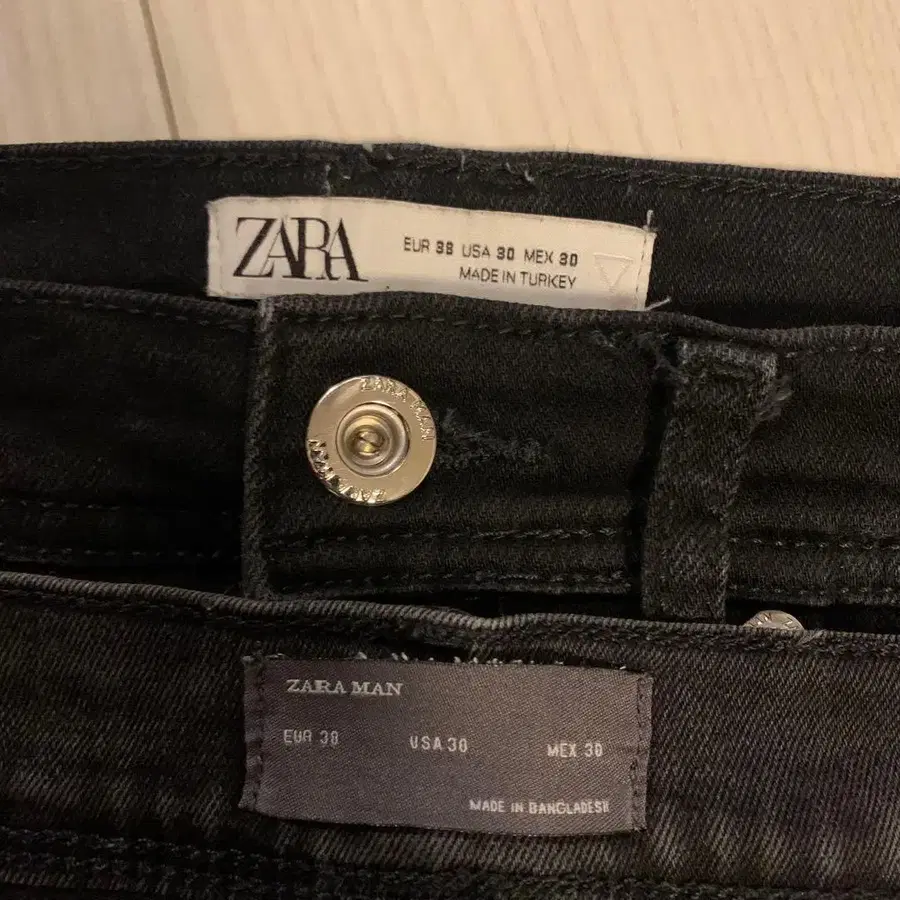 ZARA
EUR 38 USA 30 MEX 30
MADE IN TURKEY
ZARA MAN
ZARA MAN
ZARA MAN
EUR 38 USA 30 MEX 30
MADE IN BANGLADESH